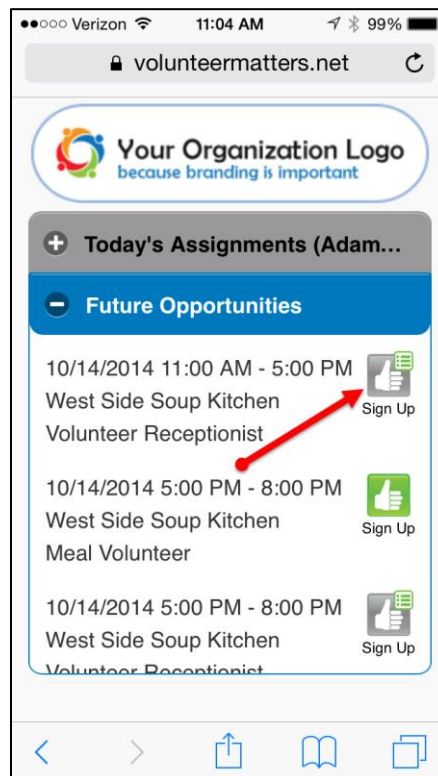 ●●○○○ Verizon 11:04 AM 99%
volunteermatters.net
Your Organization Logo
because branding is important
Today's Assignments (Adam...
Future Opportunities
10/14/2014 11:00 AM - 5:00 PM
West Side Soup Kitchen
Volunteer Receptionist
Sign Up
10/14/2014 5:00 PM - 8:00 PM
West Side Soup Kitchen
Meal Volunteer
Sign Up
10/14/2014 5:00 PM - 8:00 PM
West Side Soup Kitchen
Volunteer Receptionist
Sign Up